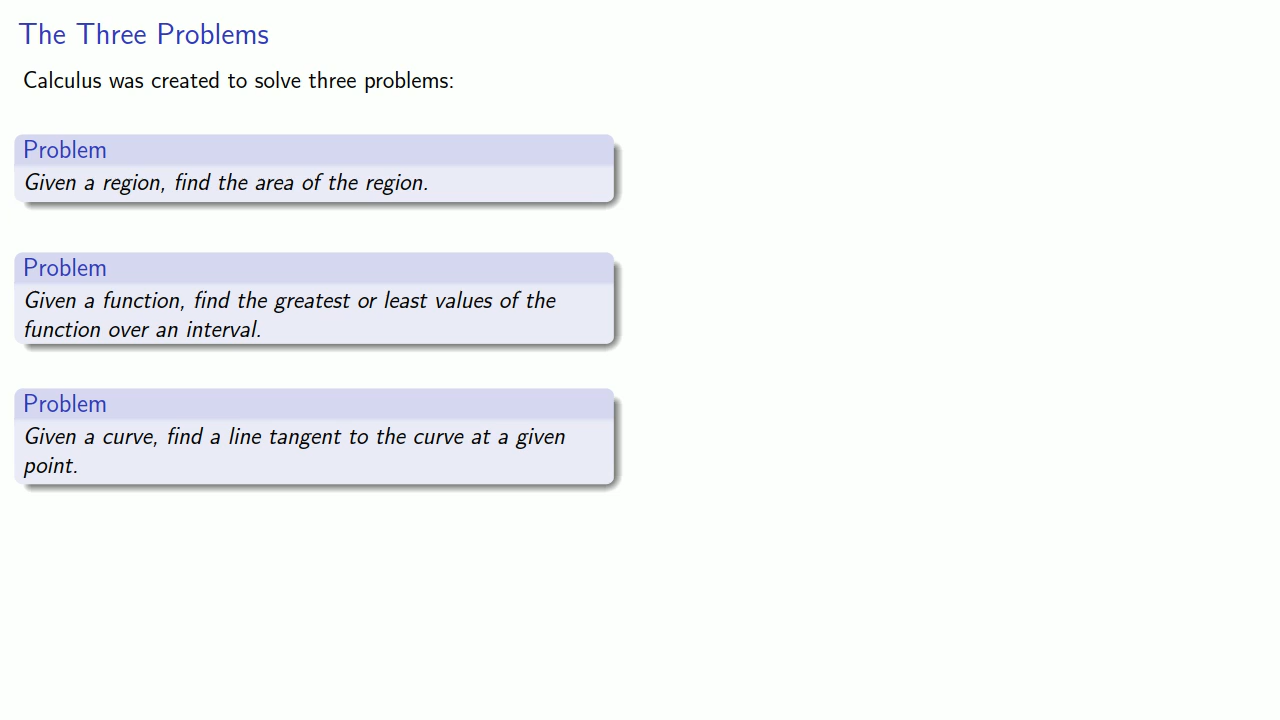 The Three Problems
Calculus was created to solve three problems:
Problem
Given a region, find the area of the region.
Problem
Given a function, find the greatest or least values of the
function over an interval.
Problem
Given a curve, find a line tangent to the curve at a given
point.